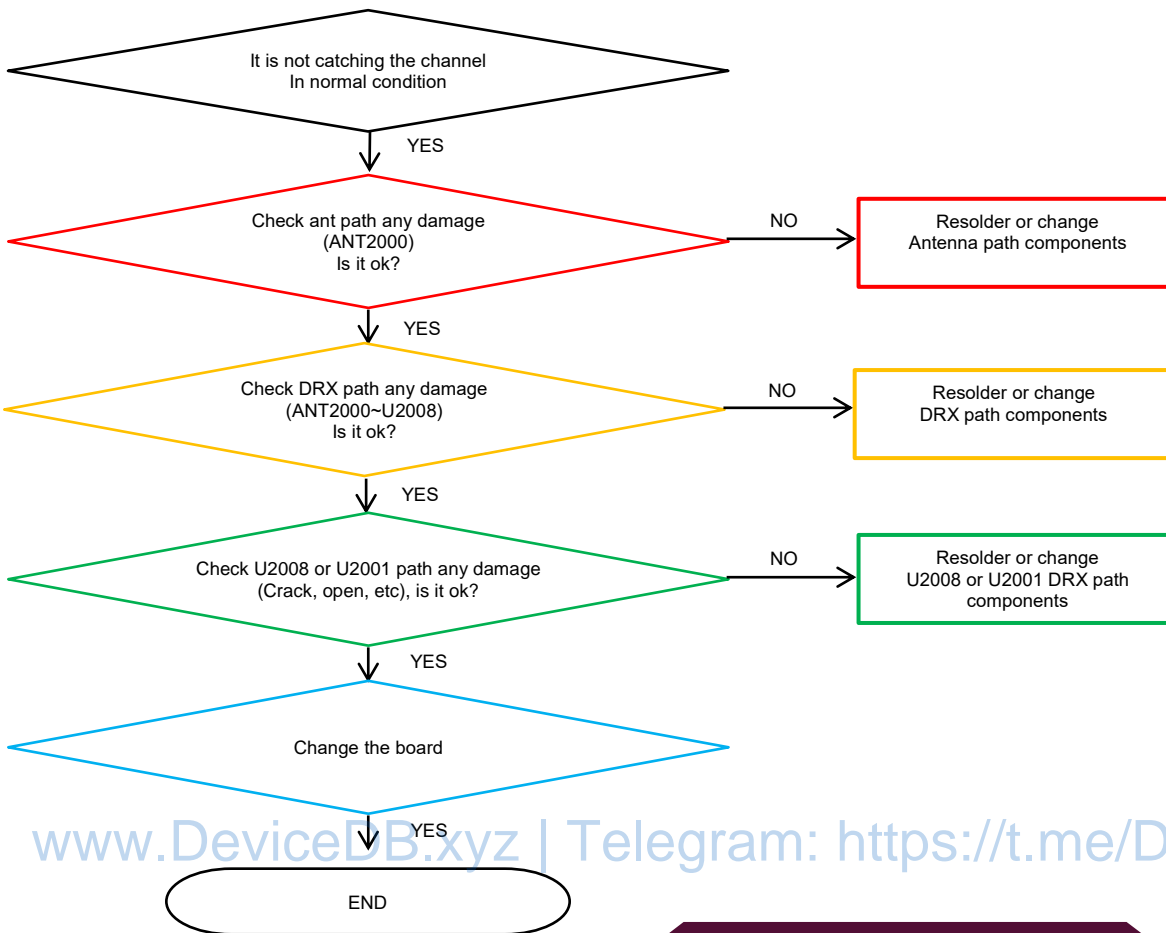 It is not catching the channel
In normal condition
YES
Check ant path any damage
(ANT2000)
Is it ok?
NO
Resolder or change
Antenna path components
YES
Check DRX path any damage
(ANT2000~U2008)
Is it ok?
NO
Resolder or change
DRX path components
YES
Check U2008 or U2001 path any damage
(Crack, open, etc), is it ok?
NO
Resolder or change
U2008 or U2001 DRX path
components
YES
Change the board
YES
www.DeviceDB.xyz | Telegram: https://t.me/D
END